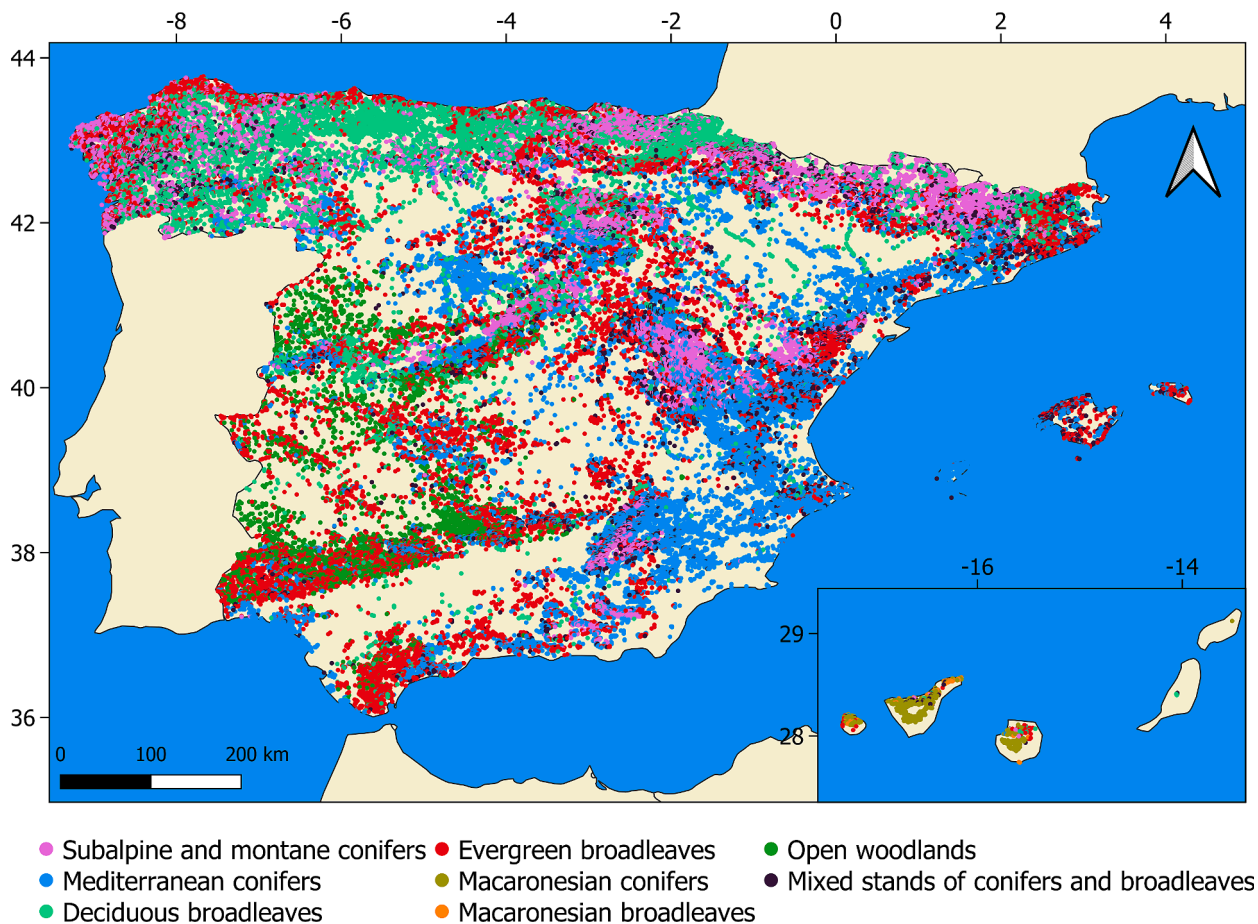 -8 -6 -4 -2 0 2 4
44
42
40
38
36
-16 -14
29
28
0 100 200 km
Subalpine and montane conifers Evergreen broadleaves Open woodlands
Mediterranean conifers Macaronesian conifers Mixed stands of conifers and broadleaves
Deciduous broadleaves Macaronesian broadleaves